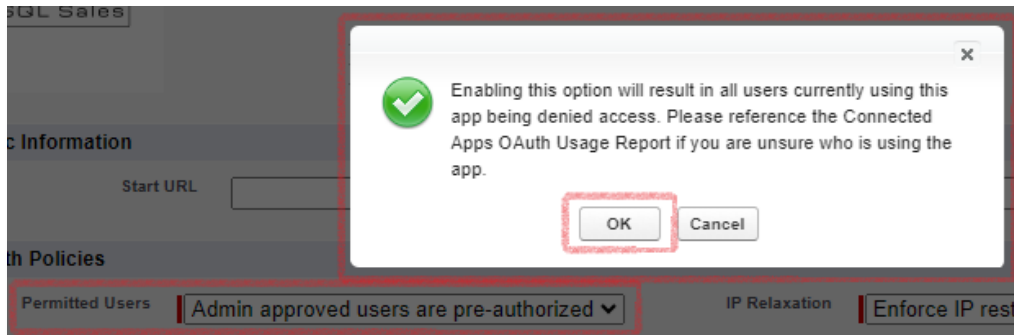 SQL Sales
Enabling this option will result in all users currently using this
app being denied access. Please reference the Connected
Apps OAuth Usage Report if you are unsure who is using the
app.
OK Cancel
c Information
Start URL
th Policies
Permitted Users Admin approved users are pre-authorized IP Relaxation Enforce IP rest